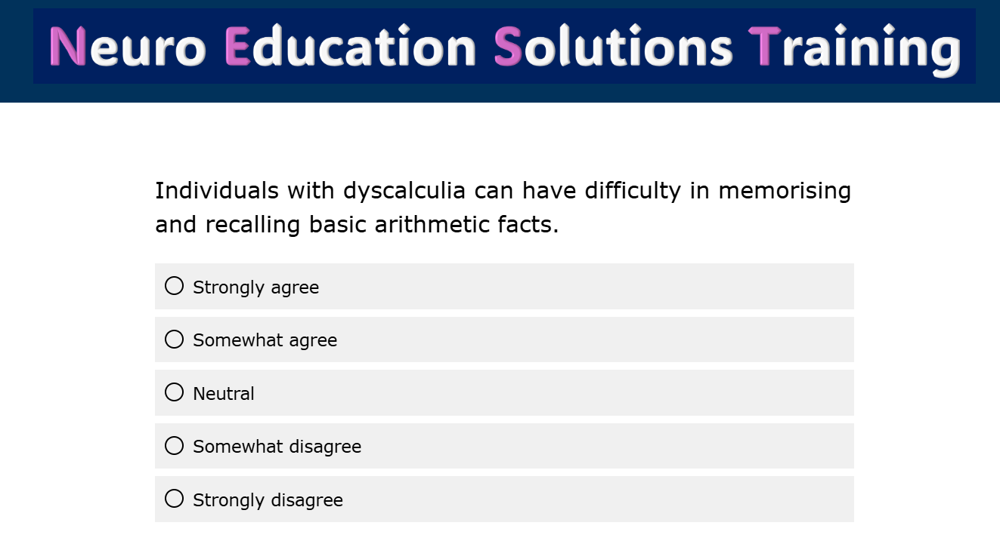 Neuro Education Solutions Training
Individuals with dyscalculia can have difficulty in memorising
and recalling basic arithmetic facts.
Strongly agree
Somewhat agree
Neutral
Somewhat disagree
Strongly disagree